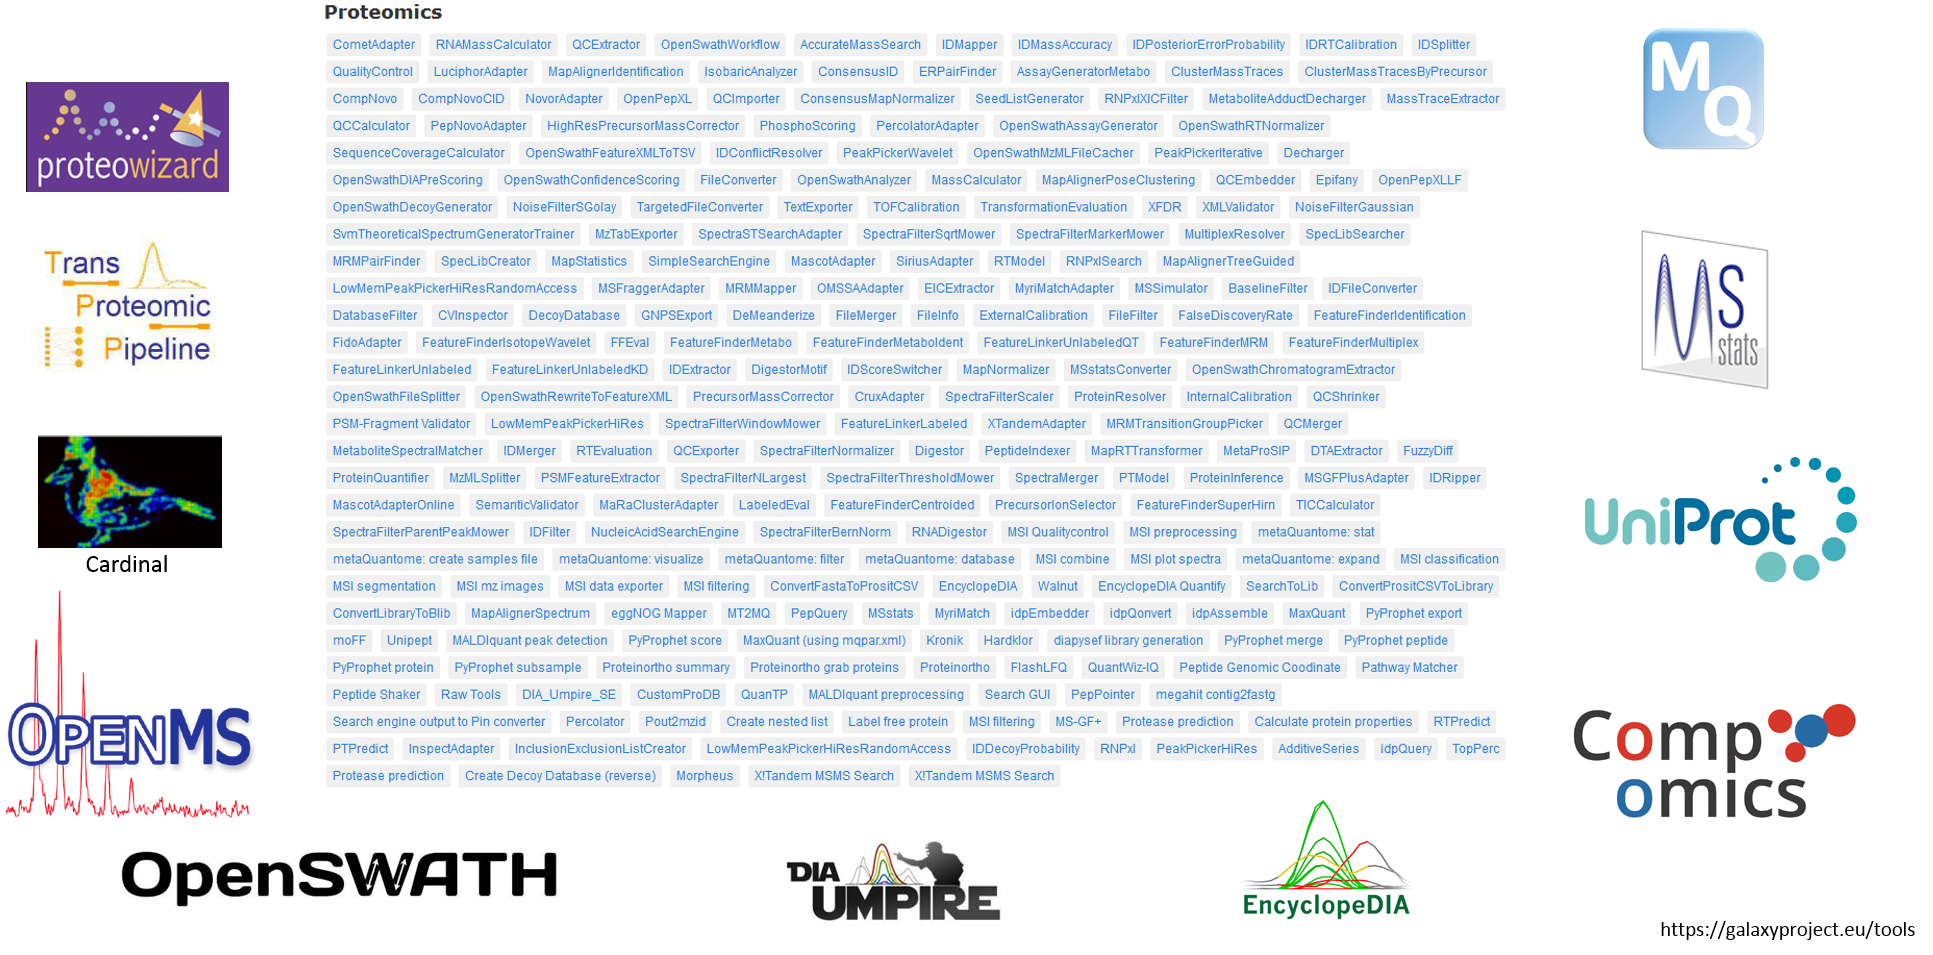 Proteomics
CometAdapter RNAMassCalculator QCExtractor OpenSwathWorkflow AccurateMassSearch IDMapper IDMassAccuracy IDPosteriorErrorProbability IDRTCalibration IDSplitter
QualityControl LuciphorAdapter MapAlignerIdentification IsobaricAnalyzer ConsensusID ERPairFinder AssayGeneratorMetabo ClusterMassTraces ClusterMassTracesByPrecursor
CompNovo CompNovoCID NovorAdapter OpenPepXL QCImporter ConsensusMapNormalizer SeedListGenerator RNPxlXICFilter MetaboliteAdductDecharger MassTraceExtractor
QCCalculator PepNovoAdapter HighResPrecursorMassCorrector PhosphoScoring PercolatorAdapter OpenSwathAssayGenerator OpenSwathRTNormalizer
SequenceCoverageCalculator OpenSwathFeatureXMLToTSV IDConflictResolver PeakPickerWavelet OpenSwathMzMLFileCacher PeakPickerIterative Decharger
OpenSwathDIAPreScoring OpenSwathConfidenceScoring FileConverter OpenSwathAnalyzer MassCalculator MapAlignerPoseClustering QCEmbedder Epifany OpenPepXLLF
OpenSwathDecoyGenerator NoiseFilterSGolay TargetedFileConverter TextExporter TOFCalibration TransformationEvaluation XFDR XMLValidator NoiseFilterGaussian
SvmTheoreticalSpectrumGeneratorTrainer MzTabExporter SpectraSTSearchAdapter SpectraFilterSqrtMower SpectraFilterMarkerMower MultiplexResolver SpecLibSearcher
MRMPairFinder SpecLibCreator MapStatistics SimpleSearchEngine MascotAdapter SiriusAdapter RTModel RNPxlSearch MapAlignerTreeGuided
LowMemPeakPickerHiResRandomAccess MSFraggerAdapter MRMMapper OMSSAAdapter EICExtractor MyriMatchAdapter MSSimulator BaselineFilter IDFileConverter
DatabaseFilter CVInspector DecoyDatabase GNPSExport DeMeanderize FileMerger FileInfo ExternalCalibration FileFilter FalseDiscoveryRate FeatureFinderIdentification
FidoAdapter FeatureFinderIsotopeWavelet FFEval FeatureFinderMetabo FeatureFinderMetaboIdent FeatureLinkerUnlabeledQT FeatureFinderMRM FeatureFinderMultiplex
FeatureLinkerUnlabeled FeatureLinkerUnlabeledKD IDExtractor DigestorMotif IDScoreSwitcher MapNormalizer MSstatsConverter OpenSwathChromatogramExtractor
OpenSwathFileSplitter OpenSwathRewriteToFeatureXML PrecursorMassCorrector CruxAdapter SpectraFilterScaler ProteinResolver InternalCalibration QCShrinker
PSM-Fragment Validator LowMemPeakPickerHiRes SpectraFilterWindowMower FeatureLinkerLabeled XTandemAdapter MRMTransitionGroupPicker QCMerger
MetaboliteSpectralMatcher IDMerger RTEvaluation QCExporter SpectraFilterNormalizer Digestor PeptideIndexer MapRTTransformer MetaProSIP DTAExtractor FuzzyDiff
ProteinQuantifier MzMLSplitter PSMFeatureExtractor SpectraFilterNLargest SpectraFilterThresholdMower SpectraMerger PTModel ProteinInference MSGFPlusAdapter IDRipper
MascotAdapterOnline SemanticValidator MaRaClusterAdapter LabeledEval FeatureFinderCentroided PrecursorIonSelector FeatureFinderSuperHirn TICCalculator
SpectraFilterParentPeakMower IDFilter NucleicAcidSearchEngine SpectraFilterBernNorm RNADigestor MSI Qualitycontrol MSI preprocessing metaQuantome: stat
metaQuantome: create samples file metaQuantome: visualize metaQuantome: filter metaQuantome: database MSI combine MSI plot spectra metaQuantome: expand MSI classification
MSI segmentation MSI mz images MSI data exporter MSI filtering ConvertFastaToPrositCSV EncyclopeDIA Walnut EncyclopeDIA Quantify SearchToLib ConvertPrositCSVToLibrary
ConvertLibraryToBlib MapAlignerSpectrum eggNOG Mapper MT2MQ PepQuery MSstats MyriMatch idpEmbedder idpQonvert idpAssemble MaxQuant PyProphet export
moFF Unipept MALDIquant peak detection PyProphet score MaxQuant (using mqpar.xml) Kronik Hardklor diapysef library generation PyProphet merge PyProphet peptide
PyProphet protein PyProphet subsample Proteinortho summary Proteinortho grab proteins Proteinortho FlashLFQ QuantWiz-IQ Peptide Genomic Coodinate Pathway Matcher
Peptide Shaker Raw Tools DIA_Umpire_SE CustomProDB QuanTP MALDIquant preprocessing Search GUI PepPointer megahit contig2fastg
Search engine output to Pin converter Percolator Pout2mzid Create nested list Label free protein MSI filtering MS-GF+ Protease prediction Calculate protein properties RTPredict
PTPredict InspectAdapter InclusionExclusionListCreator LowMemPeakPickerHiResRandomAccess IDDecoyProbability RNPxl PeakPickerHiRes AdditiveSeries idpQuery TopPerc
Protease prediction Create Decoy Database (reverse) Morpheus X!Tandem MSMS Search X!Tandem MSMS Search
proteowizard
Trans
Proteomic
Pipeline
Cardinal
OPENMS
OpenSWATH
DIA
UMPIRE
EncyclopeDIA
MQ
MS
stats
UniProt
Comp
omics
https://galaxyproject.eu/tools